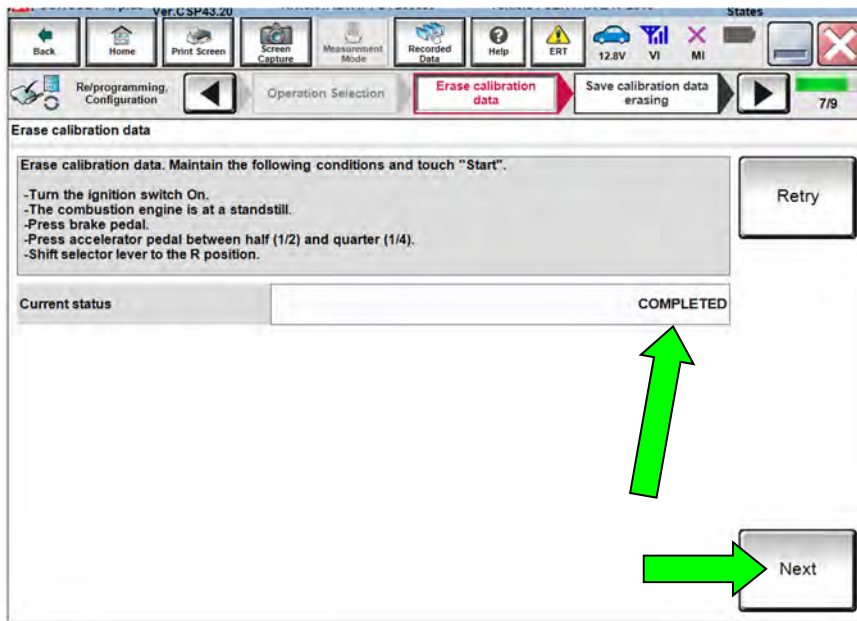 Ver.CSP43.20
States
Back
Home
Print Screen
Screen
Capture
Measurement
Mode
Recorded
Data
Help
ERT
12.8V
VI
MI
Re/programming,
Configuration
Operation Selection
Erase calibration
data
Save calibration data
erasing
7/9
Erase calibration data
Erase calibration data. Maintain the following conditions and touch "Start".
-Turn the ignition switch On.
-The combustion engine is at a standstill.
-Press brake pedal.
-Press accelerator pedal between half (1/2) and quarter (1/4).
-Shift selector lever to the R position.
Retry
Current status
COMPLETED
Next